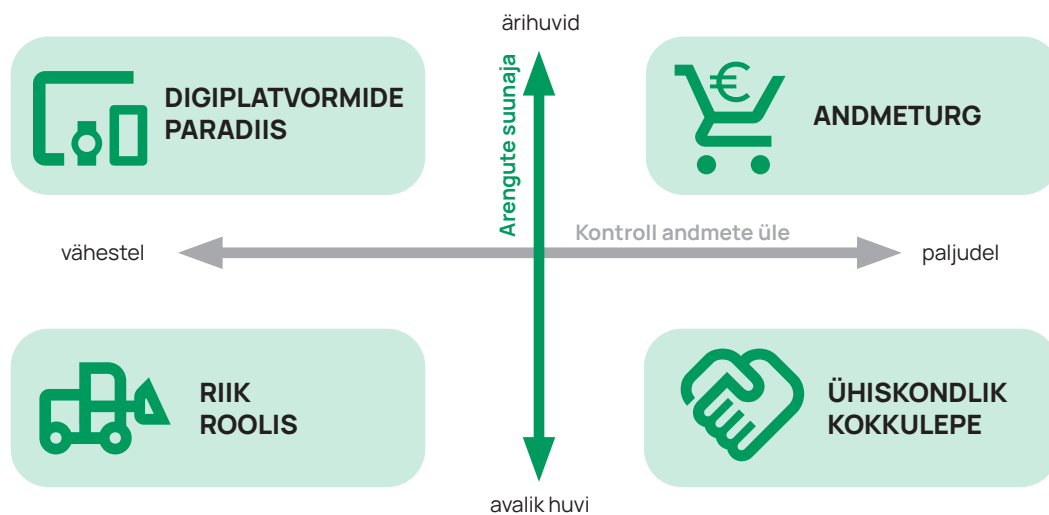 ärihuvid
DIGIPLATVORMIDE
PARADIIS
Arengute suunaja
€
ANDMETURG
vähestel
Kontroll andmete üle
paljudel
RIIK
ROOLIS
ÜHISKONDLIK
KOKKULEPE
avalik huvi